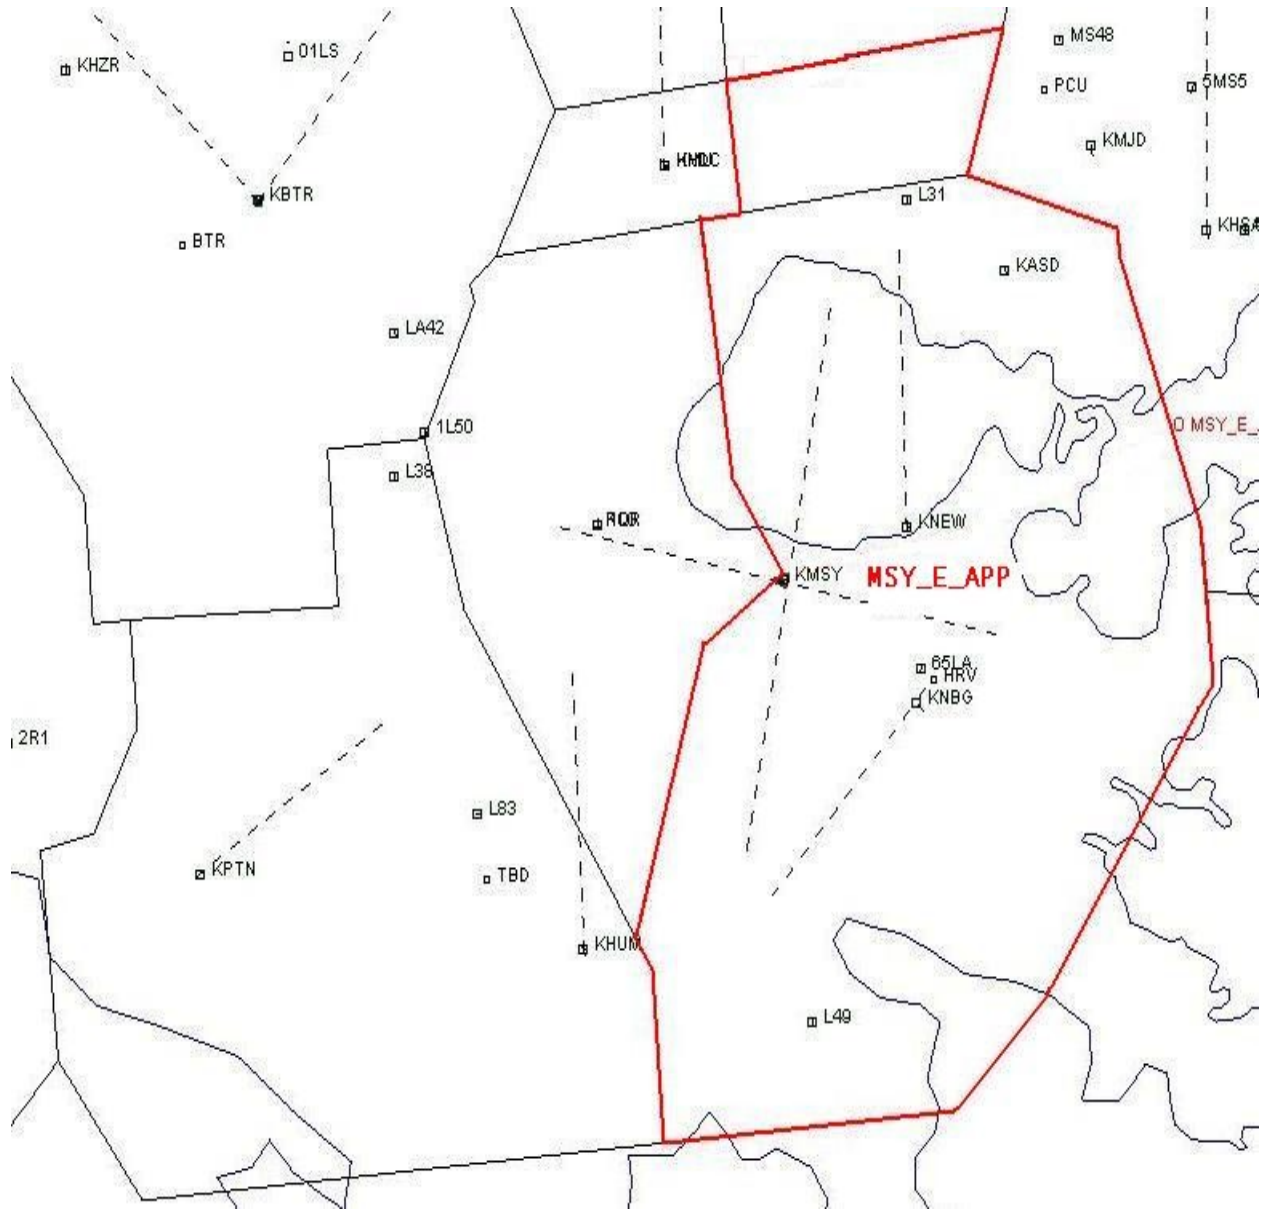 MS48
01LS
KHZR
PCU
5MS5
KMJD
KBTR
L31
BTR
KASD
LA42
MSY_E_
1L50
L38
KNEW
KMSY
MSY_E_APP
65LA
HRV
KNBG
2R1
L83
KPTN
TBD
KHUM
L49